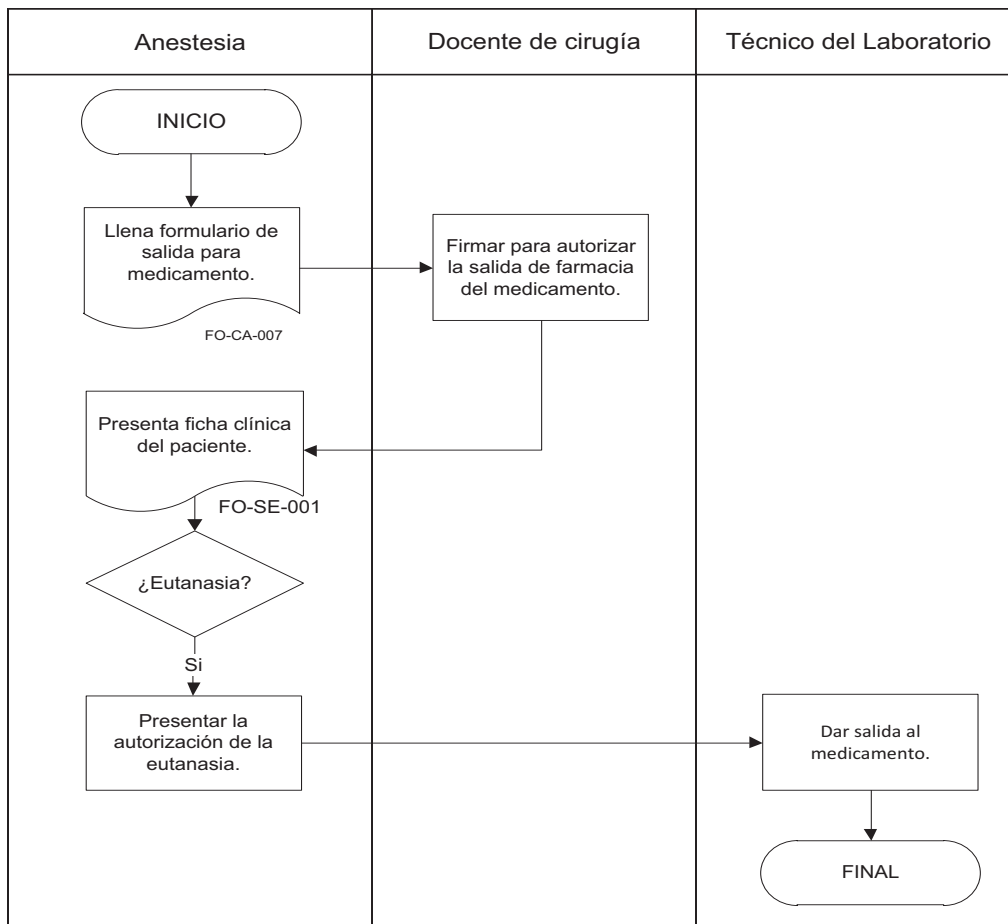 Anestesia
Docente de cirugía
Técnico del Laboratorio
INICIO
Llena formulario de
salida para
medicamento.
FO-CA-007
Firmar para autorizar
la salida de farmacia
del medicamento.
Presenta ficha clínica
del paciente.
FO-SE-001
¿Eutanasia?
Si
Presentar la
autorización de la
eutanasia.
Dar salida al
medicamento.
FINAL